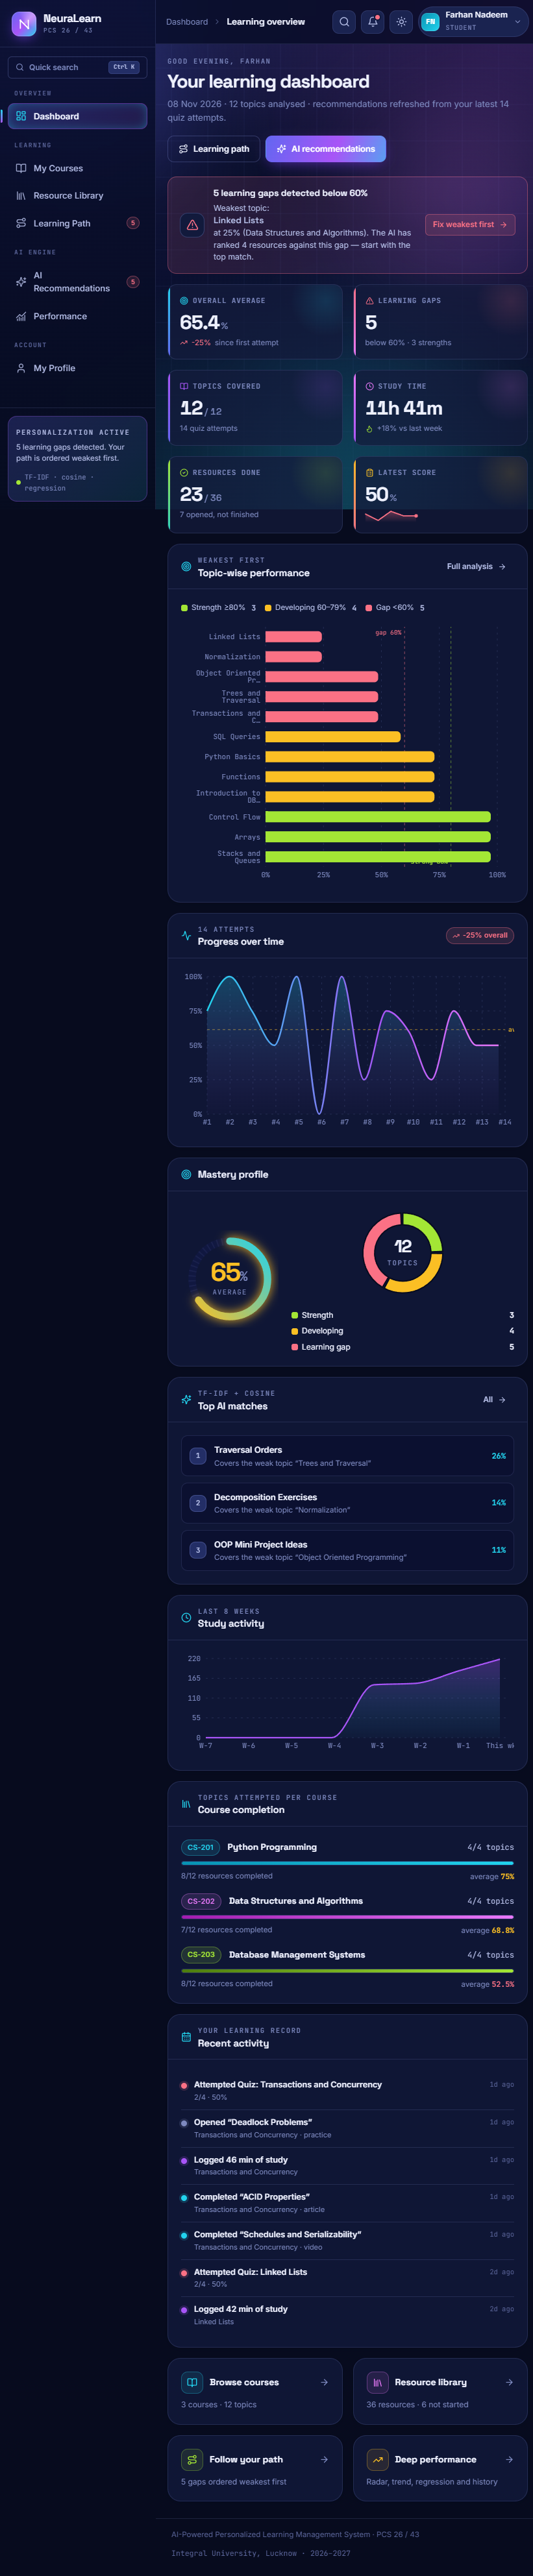 NeuraLearn
PCS 26 / 43
Quick search
Ctrl K
OVERVIEW
Dashboard
LEARNING
My Courses
Resource Library
Learning Path
5
AI ENGINE
AI
Recommendations
5
Performance
ACCOUNT
My Profile
PERSONALIZATION ACTIVE
5 learning gaps detected. Your
path is ordered weakest first.
TF-IDF · cosine ·
regression
Dashboard
Learning overview
FN
Farhan Nadeem
STUDENT
GOOD EVENING, FARHAN
Your learning dashboard
08 Nov 2026 · 12 topics analysed · recommendations refreshed from your latest 14
quiz attempts.
Learning path
AI recommendations
5 learning gaps detected below 60%
Weakest topic:
Linked Lists
at 25% (Data Structures and Algorithms). The AI has
ranked 4 resources against this gap — start with the
top match.
Fix weakest first
OVERALL AVERAGE
65.4%
-25% since first attempt
LEARNING GAPS
5
below 60% · 3 strengths
TOPICS COVERED
12 / 12
14 quiz attempts
STUDY TIME
11h 41m
+18% vs last week
RESOURCES DONE
23 / 36
7 opened, not finished
LATEST SCORE
50%
WEAKEST FIRST
Topic-wise performance
Full analysis
Strength ≥80% 3
Developing 60–79% 4
Gap <60% 5
gap 60%
Linked Lists
Normalization
Object Oriented
Pr…
Trees and
Traversal
Transactions and
C…
SQL Queries
Python Basics
Functions
Introduction to
DB…
Control Flow
Arrays
Stacks and
Queues
0% 25% 50% 75% 100%
14 ATTEMPTS
Progress over time
-25% overall
100%
75%
50%
25%
0%
#1 #2 #3 #4 #5 #6 #7 #8 #9 #10 #11 #12 #13 #14
Mastery profile
65%
AVERAGE
12
TOPICS
Strength 3
Developing 4
Learning gap 5
TF-IDF + COSINE
Top AI matches
All
1
Traversal Orders
Covers the weak topic “Trees and Traversal”
26%
2
Decomposition Exercises
Covers the weak topic “Normalization”
14%
3
OOP Mini Project Ideas
Covers the weak topic “Object Oriented Programming”
11%
LAST 8 WEEKS
Study activity
220
165
110
55
0
W-7 W-6 W-5 W-4 W-3 W-2 W-1 This
TOPICS ATTEMPTED PER COURSE
Course completion
CS-201 Python Programming 4/4 topics
8/12 resources completed average 75%
CS-202 Data Structures and Algorithms 4/4 topics
7/12 resources completed average 68.8%
CS-203 Database Management Systems 4/4 topics
8/12 resources completed average 52.5%
YOUR LEARNING RECORD
Recent activity
Attempted Quiz: Transactions and Concurrency 1d ago
2/4 · 50%
Opened “Deadlock Problems” 1d ago
Transactions and Concurrency · practice
Logged 46 min of study 1d ago
Transactions and Concurrency
Completed “ACID Properties” 1d ago
Transactions and Concurrency · article
Completed “Schedules and Serializability” 1d ago
Transactions and Concurrency · video
Attempted Quiz: Linked Lists 2d ago
2/4 · 50%
Logged 42 min of study 2d ago
Linked Lists
Browse courses
3 courses · 12 topics
Resource library
36 resources · 6 not started
Follow your path
5 gaps ordered weakest first
Deep performance
Radar, trend, regression and history
AI-Powered Personalized Learning Management System · PCS 26 / 43
Integral University, Lucknow · 2026-2027